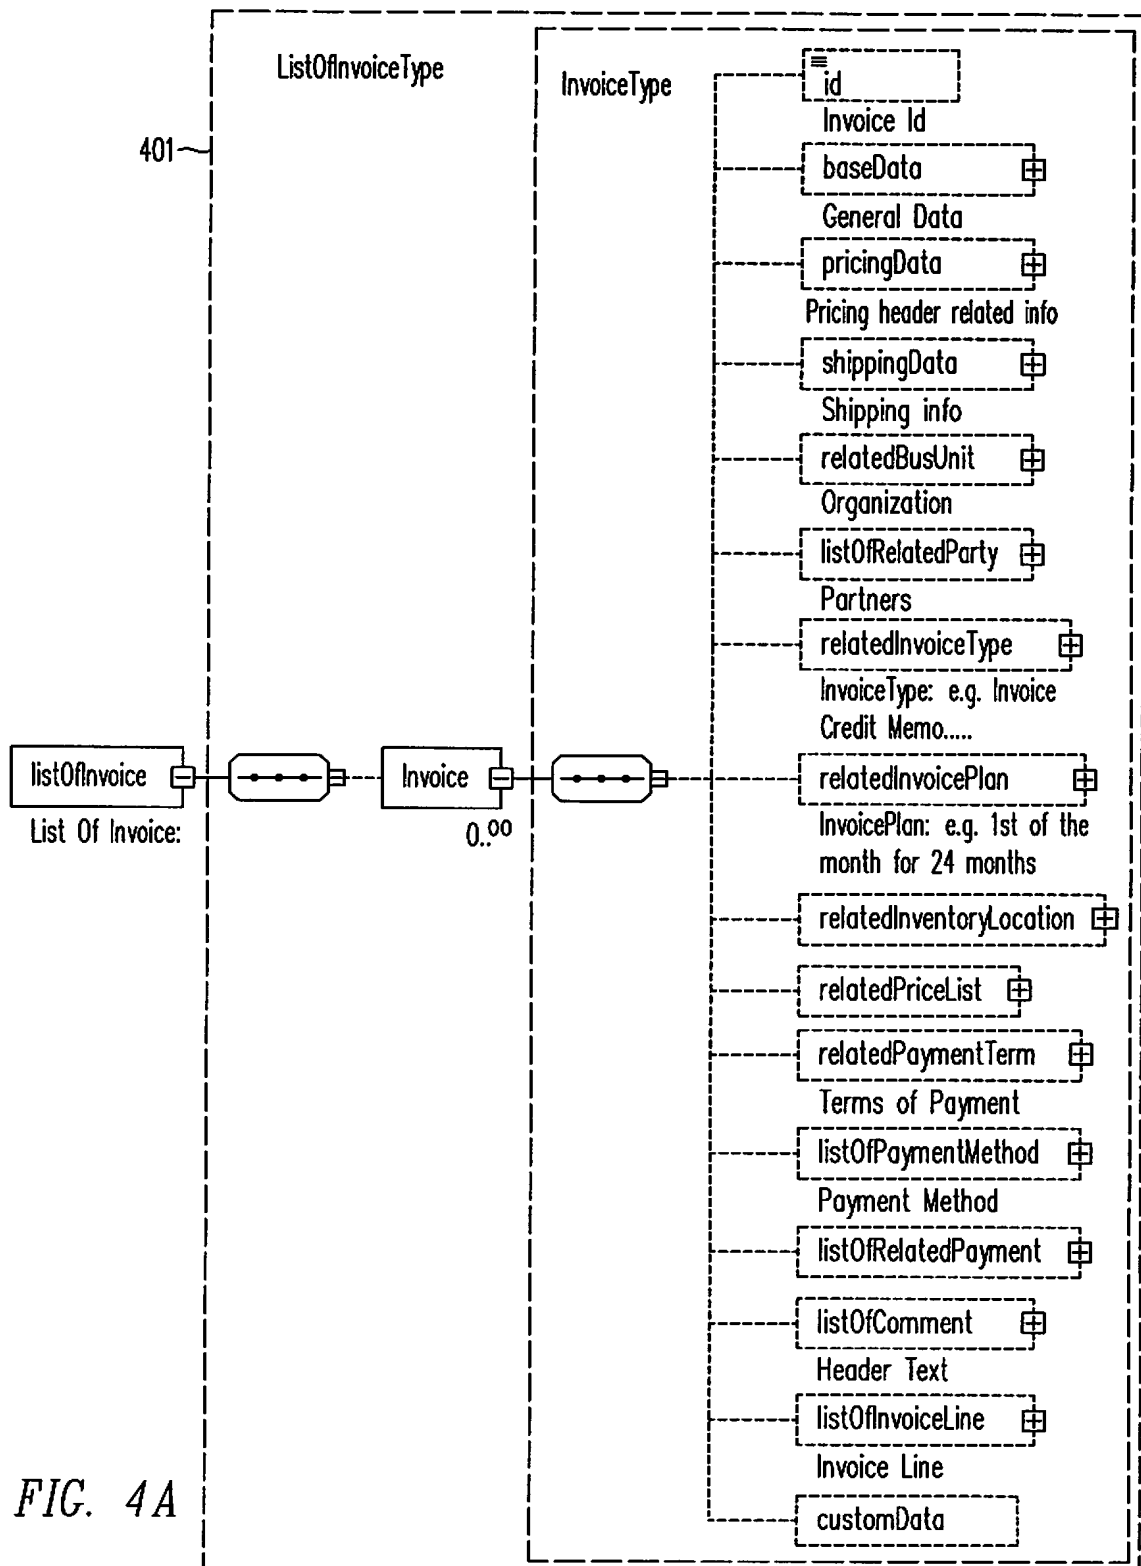 ListOfInvoiceType
InvoiceType
401
id
Invoice Id
baseData
General Data
pricingData
Pricing header related info
shippingData
Shipping info
relatedBusUnit
Organization
listOfRelatedParty
Partners
relatedInvoiceType
InvoiceType: e.g. Invoice
Credit Memo.....
listOfInvoice
List Of Invoice:
Invoice
0..∞
relatedInvoicePlan
InvoicePlan: e.g. 1st of the
month for 24 months
relatedInventoryLocation
relatedPriceList
relatedPaymentTerm
Terms of Payment
listOfPaymentMethod
Payment Method
listOfRelatedPayment
listOfComment
Header Text
listOfInvoiceLine
Invoice Line
customData
FIG. 4A